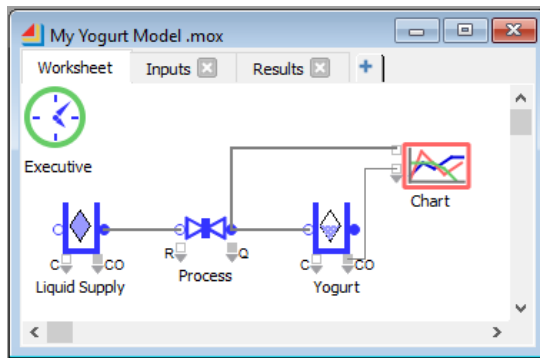 My Yogurt Model .mox
Worksheet Inputs Results
Executive
Chart
C CO R Q C CO
Liquid Supply Process Yogurt